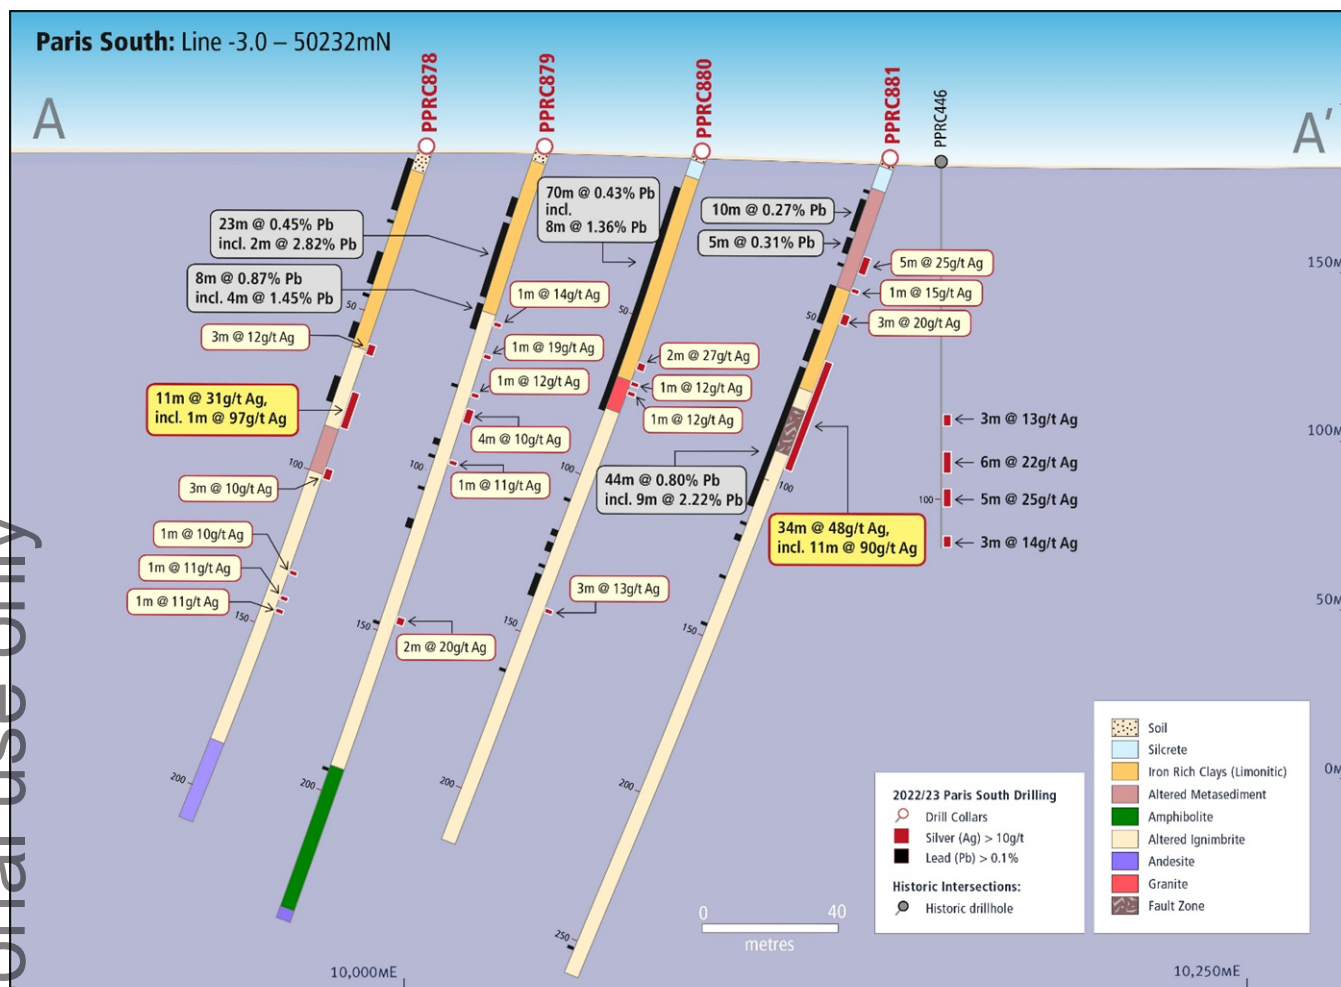 Paris South: Line -3.0 – 50232mN
A
A'
PPRC878
PPRC879
PPRC880
PPRC881
PPRC446
23m @ 0.45% Pb
incl. 2m @ 2.82% Pb
8m @ 0.87% Pb
incl. 4m @ 1.45% Pb
3m @ 12g/t Ag
11m @ 31g/t Ag,
incl. 1m @ 97g/t Ag
3m @ 10g/t Ag
1m @ 10g/t Ag
1m @ 11g/t Ag
1m @ 11g/t Ag
50
100
150
200
70m @ 0.43% Pb
incl.
8m @ 1.36% Pb
1m @ 14g/t Ag
1m @ 19g/t Ag
1m @ 12g/t Ag
4m @ 10g/t Ag
1m @ 11g/t Ag
2m @ 20g/t Ag
100
150
200
50
2m @ 27g/t Ag
1m @ 12g/t Ag
1m @ 12g/t Ag
3m @ 13g/t Ag
100
150
200
10m @ 0.27% Pb
5m @ 0.31% Pb
5m @ 25g/t Ag
1m @ 15g/t Ag
3m @ 20g/t Ag
44m @ 0.80% Pb
incl. 9m @ 2.22% Pb
34m @ 48g/t Ag,
incl. 11m @ 90g/t Ag
50
100
150
200
250
3m @ 13g/t Ag
6m @ 22g/t Ag
100
5m @ 25g/t Ag
3m @ 14g/t Ag
150M
100M
50M
0M
2022/23 Paris South Drilling
Drill Collars
Silver (Ag) > 10g/t
Lead (Pb) > 0.1%
Historic Intersections:
Historic drillhole
Soil
Silcrete
Iron Rich Clays (Limonitic)
Altered Metasediment
Amphibolite
Altered Ignimbrite
Andesite
Granite
Fault Zone
0
40
metres
10,000ME
10,250ME
use only